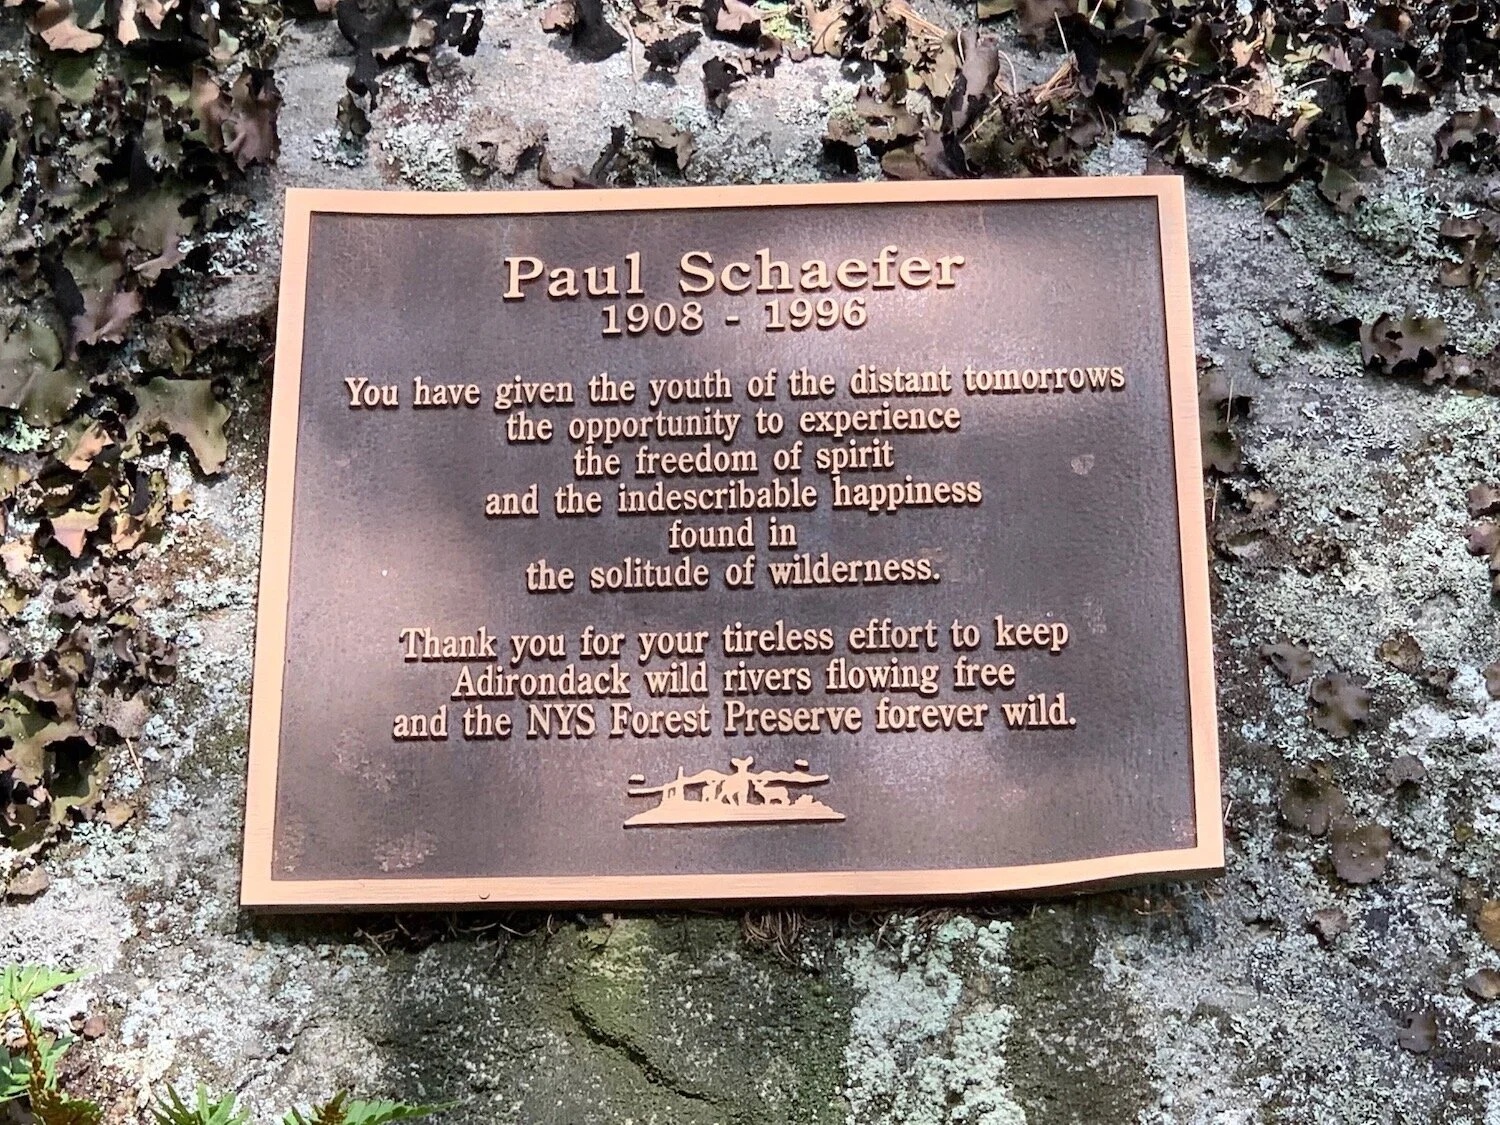 Paul Schaefer
1908 - 1996
You have given the youth of the distant tomorrows
the opportunity to experience
the freedom of spirit
and the indescribable happiness
found in
the solitude of wilderness.
Thank you for your tireless effort to keep
Adirondack wild rivers flowing free
and the NYS Forest Preserve forever wild.